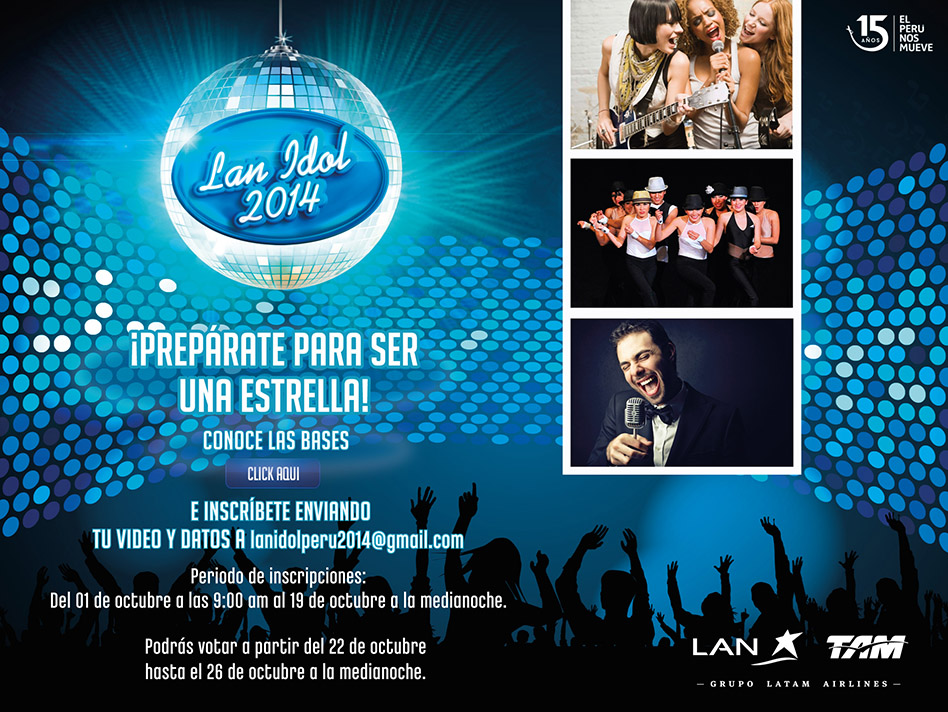 Lan Idol
2014
15
AÑOS
EL
PERU
NOS
MUEVE
¡PREPÁRATE PARA SER
UNA ESTRELLA!
CONOCE LAS BASES
CLICK AQUI
E INSCRÍBETE ENVIANDO
TU VIDEO Y DATOS A lanidolperu2014@gmail.com
Periodo de inscripciones:
Del 01 de octubre a las 9:00 am al 19 de octubre a la medianoche.
Podrás votar a partir del 22 de octubre
hasta el 26 de octubre a la medianoche.
LAN TAM
— GRUPO LATAM AIRLINES —